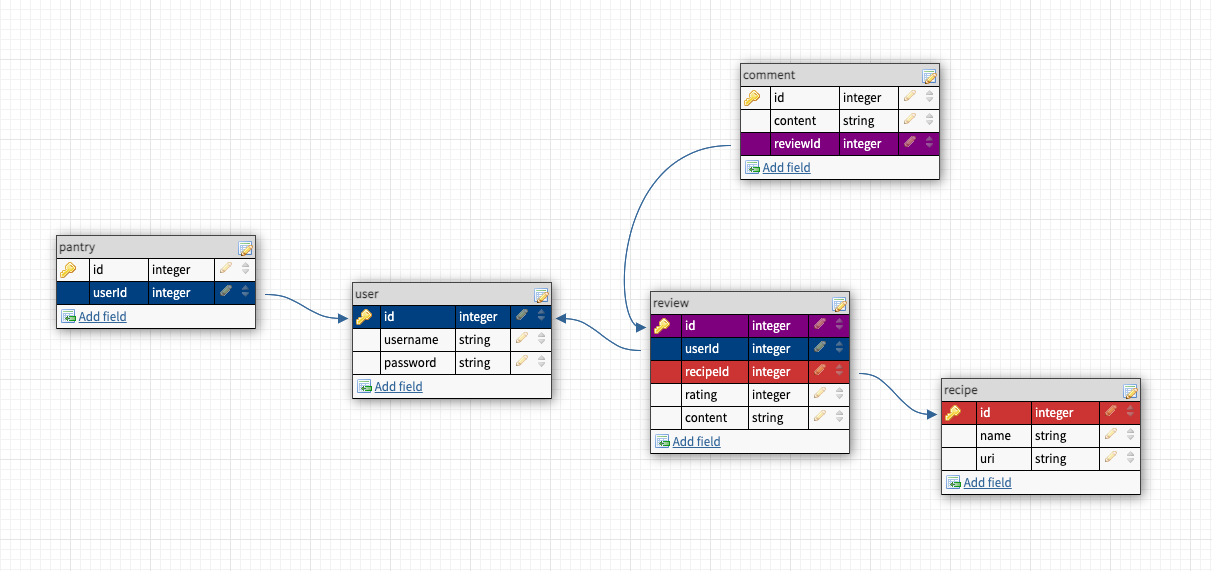 comment
id integer
content string
reviewId integer
Add field
pantry
id integer
userId integer
Add field
user
id integer
username string
password string
Add field
review
id integer
userId integer
recipeId integer
rating integer
content string
Add field
recipe
id integer
name string
uri string
Add field